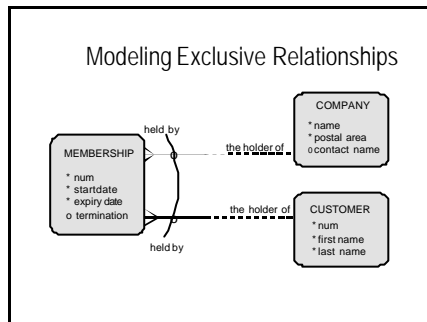 Modeling Exclusive Relationships
COMPANY
* name
* postal area
o contact name
held by
the holder of
MEMBERSHIP
* num
* startdate
* expiry date
o termination
the holder of
CUSTOMER
* num
* first name
* last name
held by